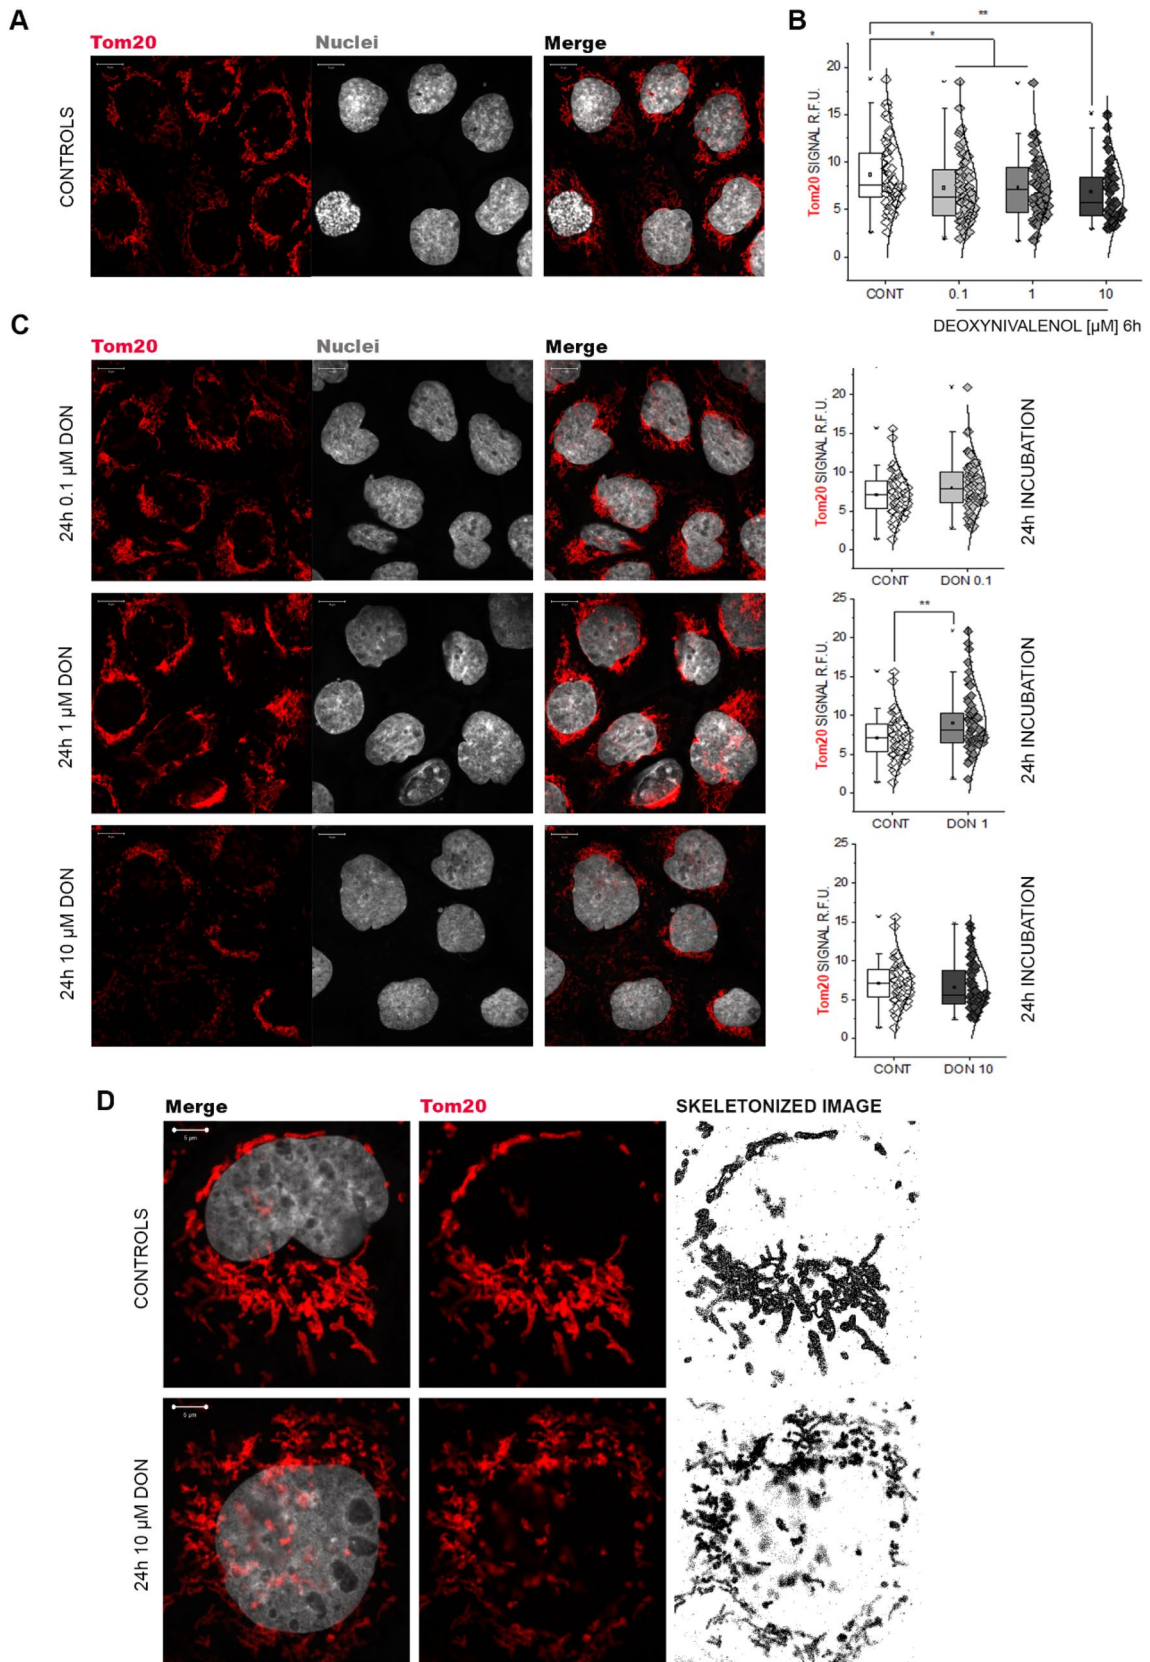 A
Tom20 Nuclei Merge
CONTROLS
B
**
*
Tom20 SIGNAL R.F.U.
20
15
10
5
0
CONT 0.1 1 10
DEOXYNIVALENOL [µM] 6h
C
Tom20 Nuclei Merge
24h 0.1 µM DON
Tom20 SIGNAL R.F.U.
20
15
10
5
0
CONT DON 0.1
24h INCUBATION
24h 1 µM DON
Tom20 SIGNAL R.F.U.
25
20
15
10
5
0
**
CONT DON 1
24h INCUBATION
24h 10 µM DON
Tom20 SIGNAL R.F.U.
25
20
15
10
5
0
CONT DON 10
24h INCUBATION
D
Merge Tom20 SKELETONIZED IMAGE
CONTROLS
5 µm
24h 10 µM DON
5 µm